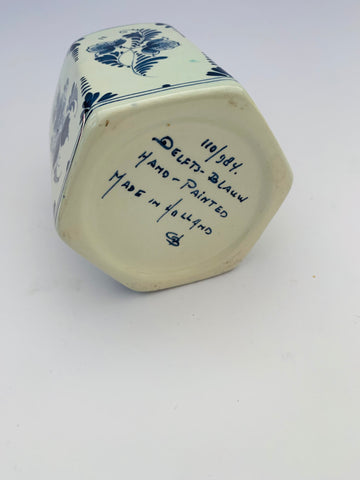 110/984.
DELFTS-BLAUW
HAND-PAINTED
MADE IN HOLLAND